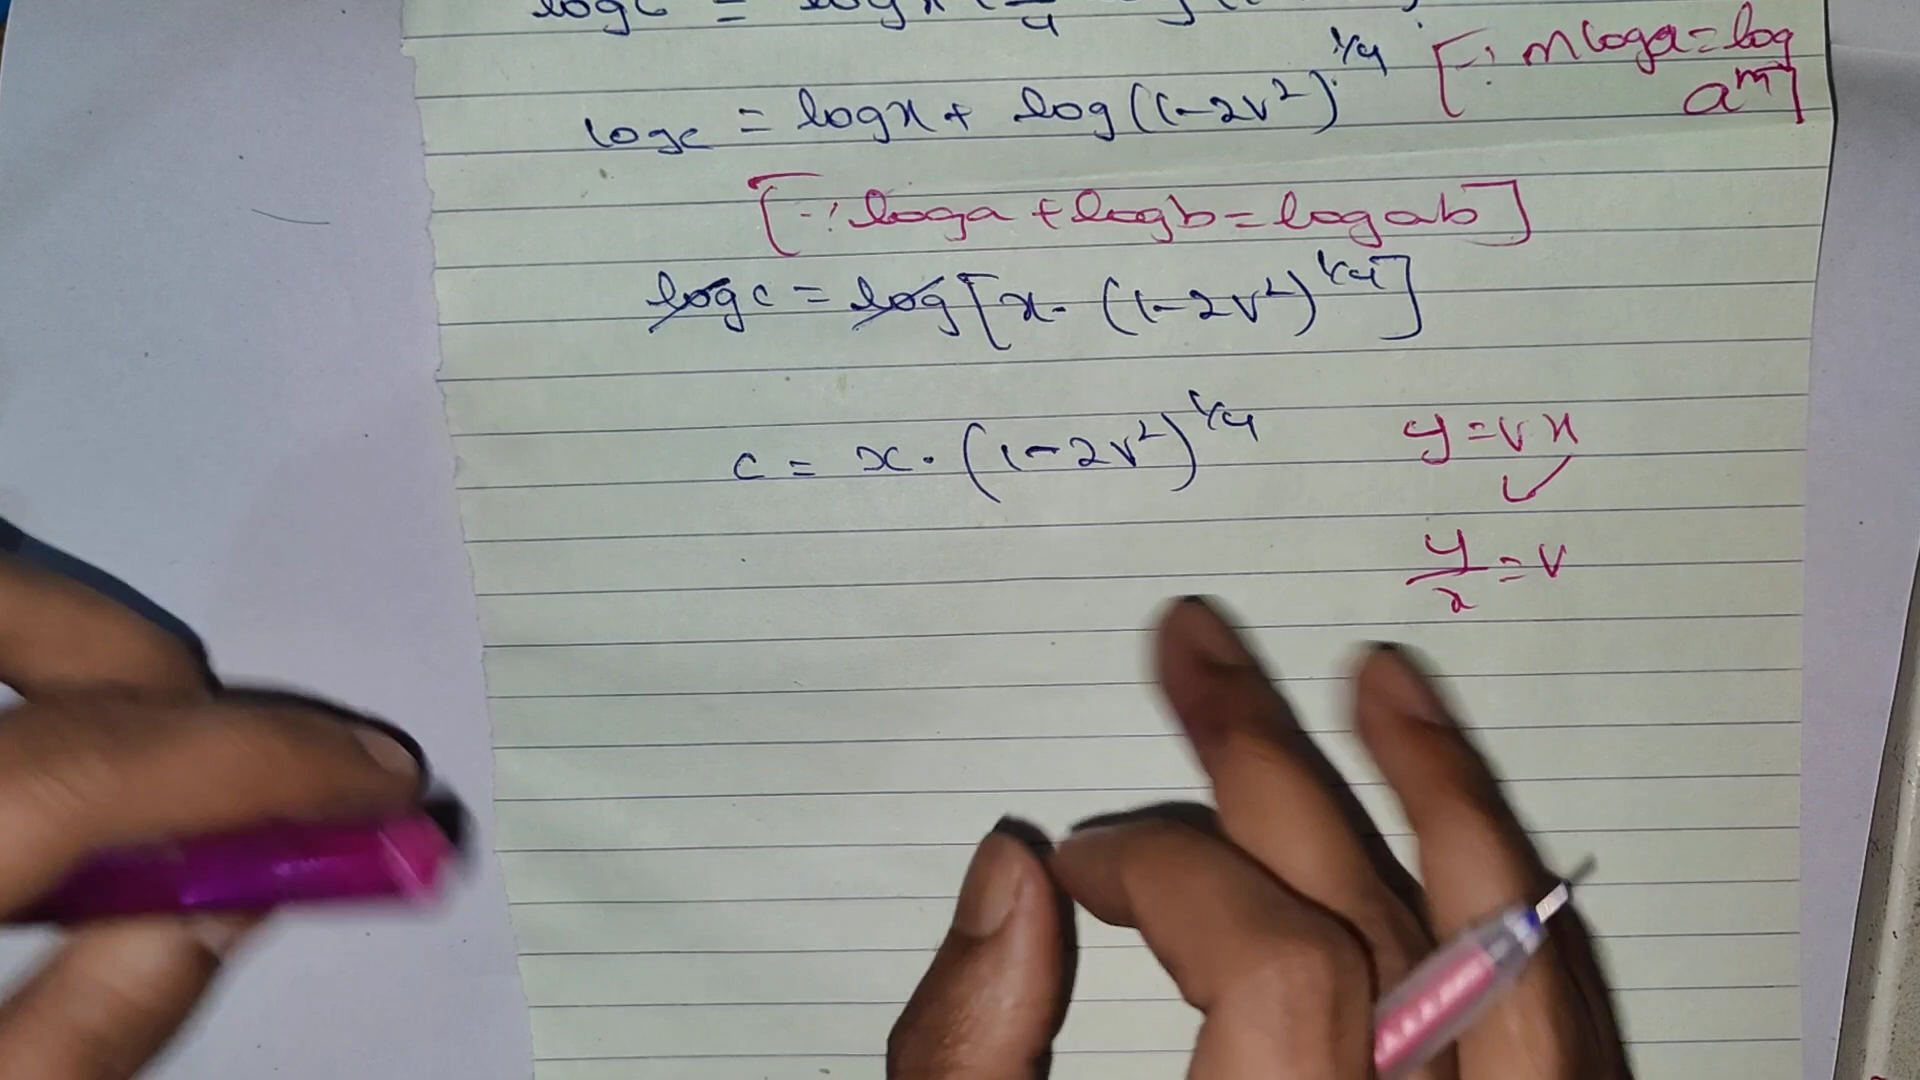 log c = log x + log (1-2v²)^1/4 [∵ m log a = log a^m]
[∵ log a + log b = log ab]
log c = log [x. (1-2v²)^1/4]
c = x. (1-2v²)^1/4
y = vx
y/x = v